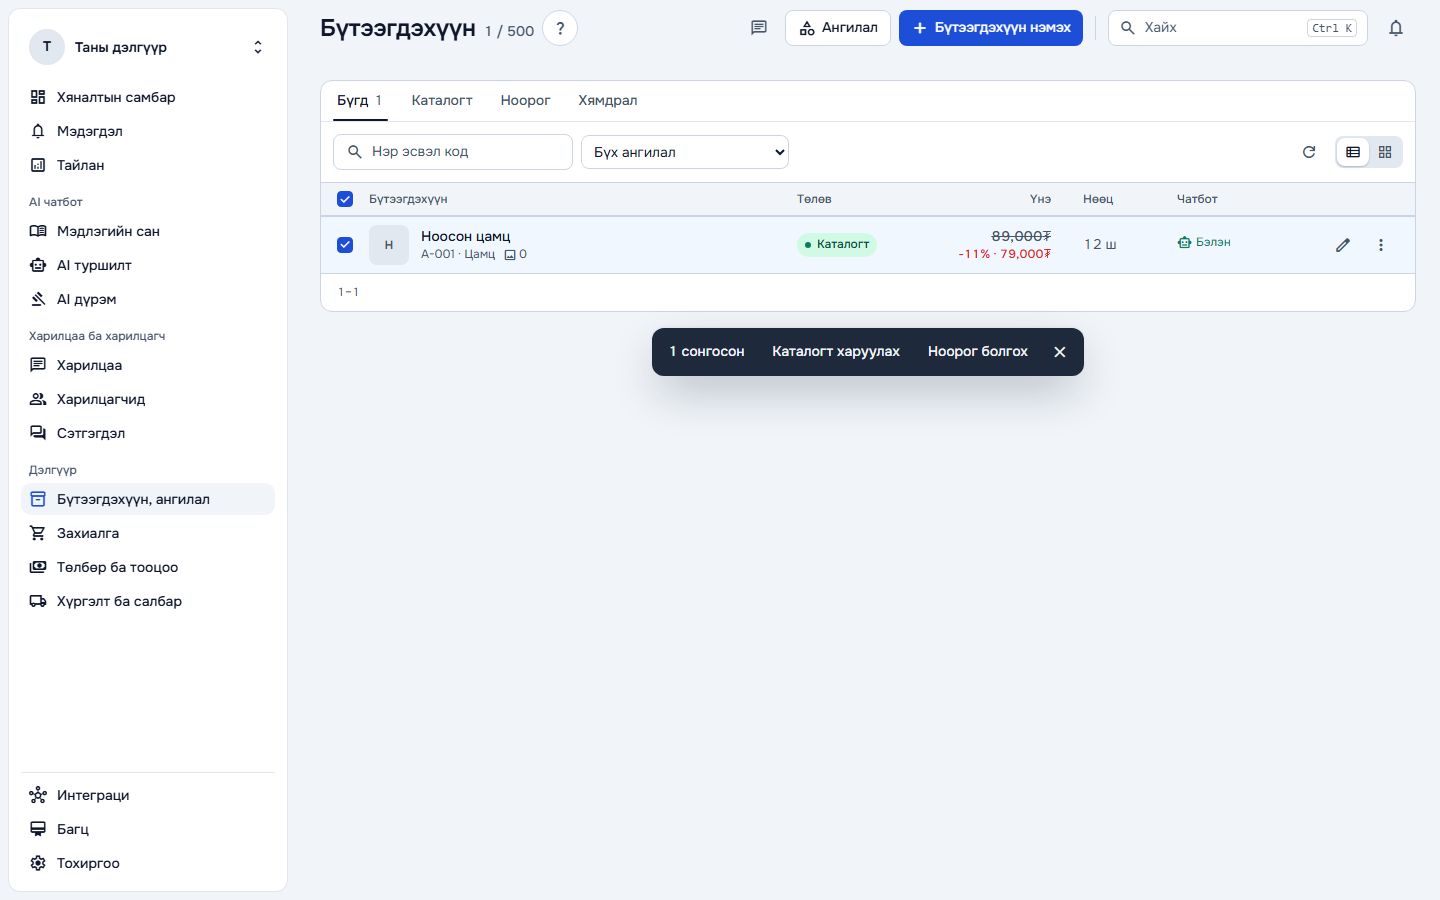 Т Таны дэлгүүр
Хяналтын самбар
Мэдэгдэл
Тайлан
AI чатбот
Мэдлэгийн сан
AI туршилт
AI дүрэм
Харилцаа ба харилцагч
Харилцаа
Харилцагчид
Сэтгэгдэл
Дэлгүүр
Бүтээгдэхүүн, ангилал
Захиалга
Төлбөр ба тооцоо
Хүргэлт ба салбар
Интеграци
Багц
Тохиргоо
Бүтээгдэхүүн 1 / 500 ?
Ангилал
+ Бүтээгдэхүүн нэмэх
Хайх Ctrl K
Бүгд 1 Каталогт Ноорог Хямдрал
Нэр эсвэл код
Бүх ангилал
Бүтээгдэхүүн Төлөв Үнэ Нөөц Чатбот
Н Ноосон цамц Каталогт 89,000₮ 12 ш Бэлэн
A-001 · Цамц 0 -11% · 79,000₮
1–1
1 сонгосон Каталогт харуулах Ноорог болгох